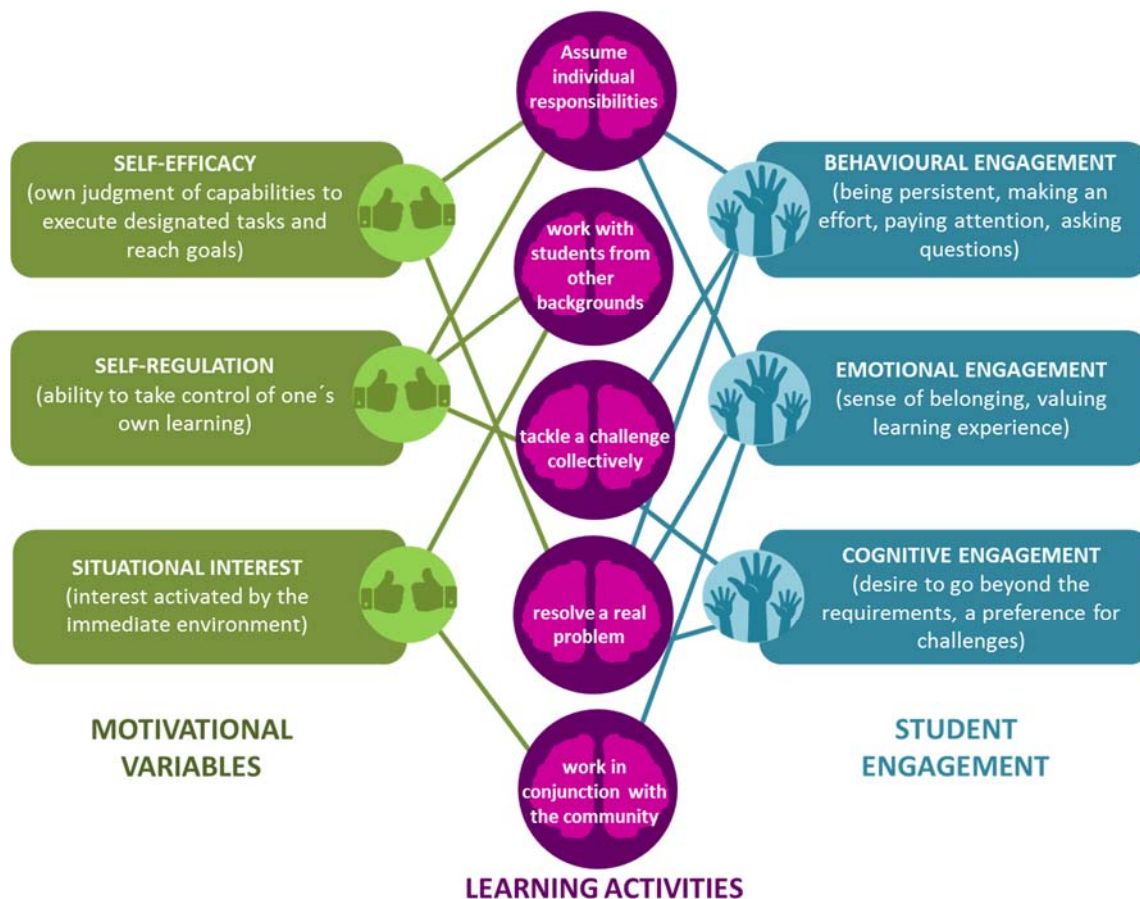 Assume
individual
responsibilities
SELF-EFFICACY
(own judgment of capabilities to
execute designated tasks and
reach goals)
BEHAVIOURAL ENGAGEMENT
(being persistent, making an
effort, paying attention, asking
questions)
work with
students from
other
backgrounds
SELF-REGULATION
(ability to take control of one´s
own learning)
EMOTIONAL ENGAGEMENT
(sense of belonging, valuing
learning experience)
tackle a challenge
collectively
SITUATIONAL INTEREST
(interest activated by the
immediate environment)
COGNITIVE ENGAGEMENT
(desire to go beyond the
requirements, a preference for
challenges)
resolve a real
problem
MOTIVATIONAL
VARIABLES
STUDENT
ENGAGEMENT
work in
conjunction with
the community
LEARNING ACTIVITIES